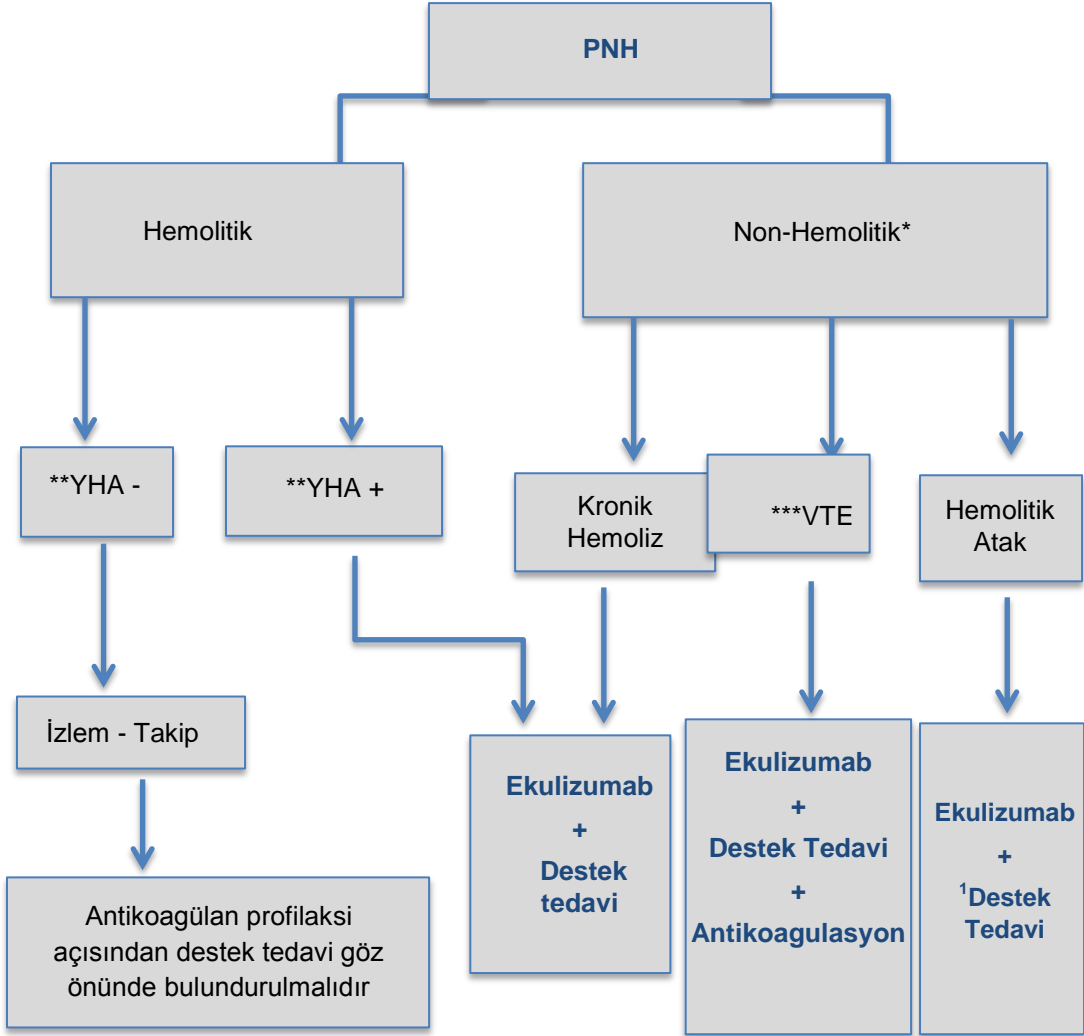 PNH
Hemolitik
Non-Hemolitik*
**YHA -
**YHA +
Kronik
Hemoliz
***VTE
Hemolitik
Atak
İzlem - Takip
Antikoagülan profilaksi
açısından destek tedavi göz
önünde bulundurulmalıdır
Ekulizumab
+
Destek
tedavi
Ekulizumab
+
Destek Tedavi
+
Antikoagulasyon
Ekulizumab
+
¹Destek
Tedavi